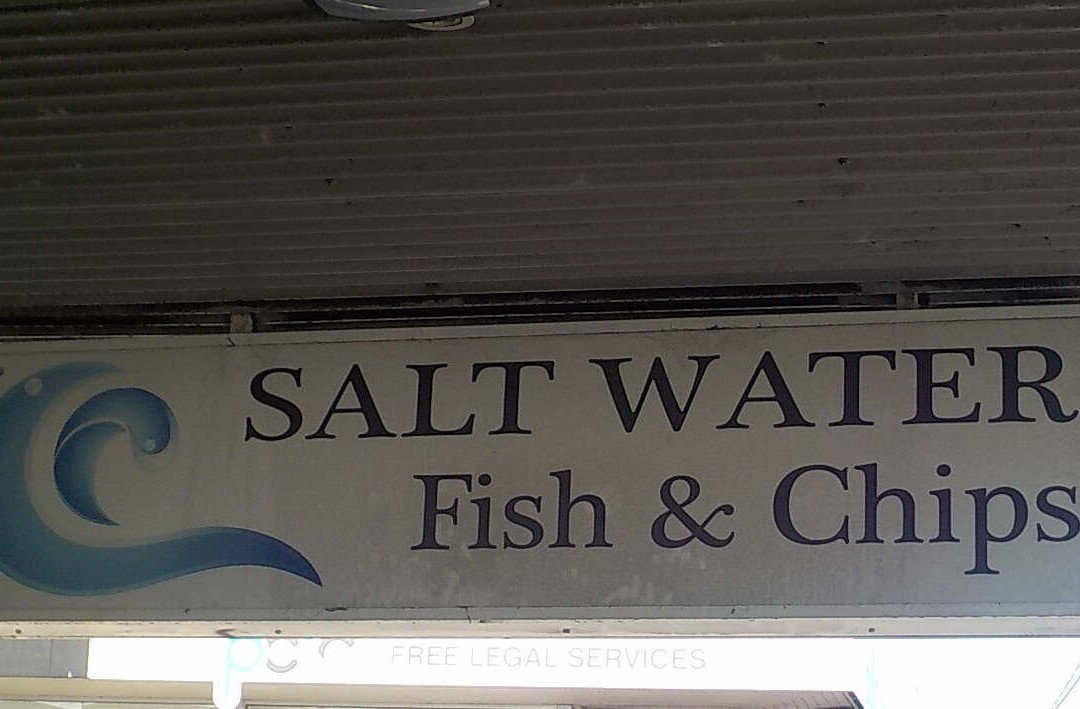 SALT WATER
Fish & Chips
FREE LEGAL SERVICES